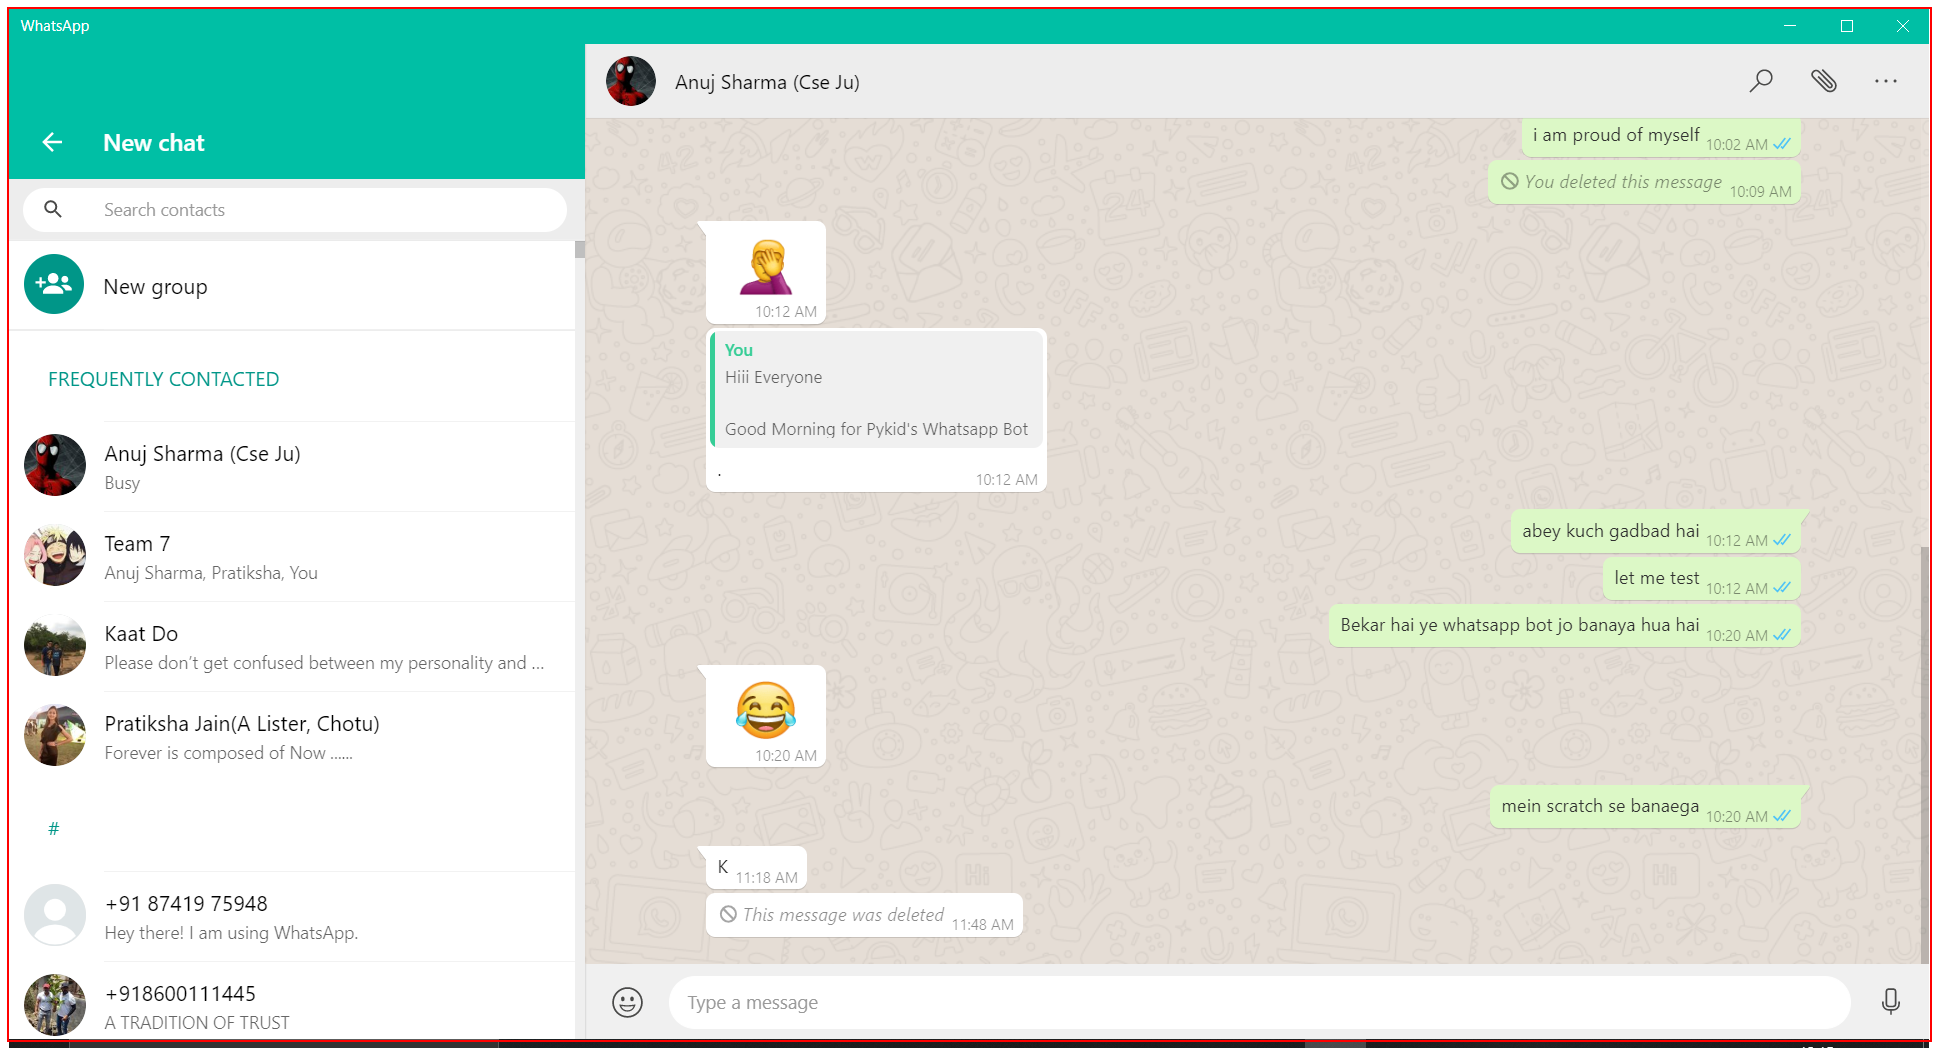 WhatsApp
New chat
Search contacts
New group
FREQUENTLY CONTACTED
Anuj Sharma (Cse Ju)
Busy
Team 7
Anuj Sharma, Pratiksha, You
Kaat Do
Please don't get confused between my personality and ...
Pratiksha Jain(A Lister, Chotu)
Forever is composed of Now ......
#
+91 87419 75948
Hey there! I am using WhatsApp.
+918600111445
A TRADITION OF TRUST
Anuj Sharma (Cse Ju)
i am proud of myself 10:02 AM
You deleted this message 10:09 AM
10:12 AM
You
Hiii Everyone
Good Morning for Pykid's Whatsapp Bot
. 10:12 AM
abey kuch gadbad hai 10:12 AM
let me test 10:12 AM
Bekar hai ye whatsapp bot jo banaya hua hai 10:20 AM
10:20 AM
mein scratch se banaega 10:20 AM
K 11:18 AM
This message was deleted 11:48 AM
Type a message